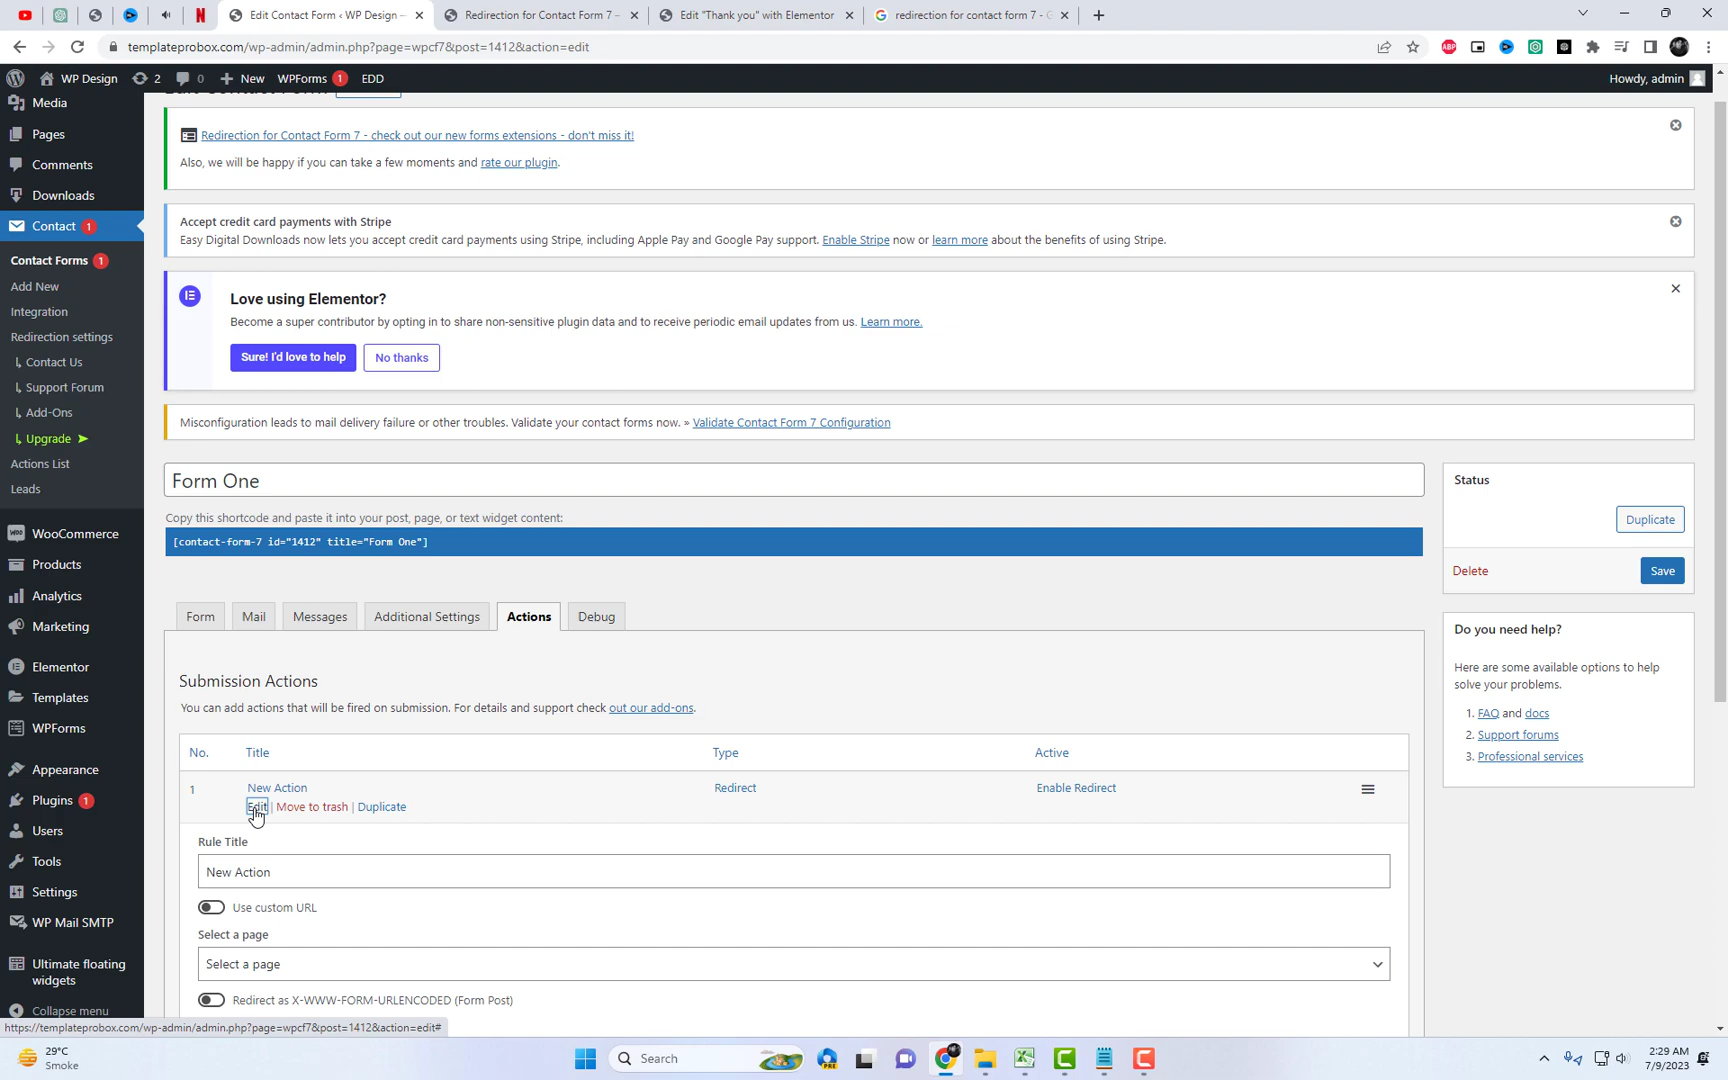 Edit Contact Form ‹ WP Design —
Redirection for Contact Form 7 –
Edit "Thank you" with Elementor
redirection for contact form 7 - G
templateprobox.com/wp-admin/admin.php?page=wpcf7&post=1412&action=edit
WP Design 2 0 New WPForms 1 EDD
Howdy, admin
Media
Pages
Comments
Downloads
Contact 1
Contact Forms 1
Add New
Integration
Redirection settings
↳ Contact Us
↳ Support Forum
↳ Add-Ons
↳ Upgrade ➤
Actions List
Leads
WooCommerce
Products
Analytics
Marketing
Elementor
Templates
WPForms
Appearance
Plugins 1
Users
Tools
Settings
WP Mail SMTP
Ultimate floating
widgets
Collapse menu
Redirection for Contact Form 7 - check out our new forms extensions - don't miss it!
Also, we will be happy if you can take a few moments and rate our plugin.
Accept credit card payments with Stripe
Easy Digital Downloads now lets you accept credit card payments using Stripe, including Apple Pay and Google Pay support. Enable Stripe now or learn more about the benefits of using Stripe.
Love using Elementor?
Become a super contributor by opting in to share non-sensitive plugin data and to receive periodic email updates from us. Learn more.
Sure! I'd love to help No thanks
Misconfiguration leads to mail delivery failure or other troubles. Validate your contact forms now. » Validate Contact Form 7 Configuration
Form One
Copy this shortcode and paste it into your post, page, or text widget content:
[contact-form-7 id="1412" title="Form One"]
Form Mail Messages Additional Settings Actions Debug
Submission Actions
You can add actions that will be fired on submission. For details and support check out our add-ons.
No. Title Type Active
1 New Action Redirect Enable Redirect
Edit | Move to trash | Duplicate
Rule Title
New Action
Use custom URL
Select a page
Select a page
Redirect as X-WWW-FORM-URLENCODED (Form Post)
Status
Duplicate
Delete Save
Do you need help?
Here are some available options to help
solve your problems.
1. FAQ and docs
2. Support forums
3. Professional services
https://templateprobox.com/wp-admin/admin.php?page=wpcf7&post=1412&action=edit#
29°C
Smoke
Search
PRE
2:29 AM
7/9/2023